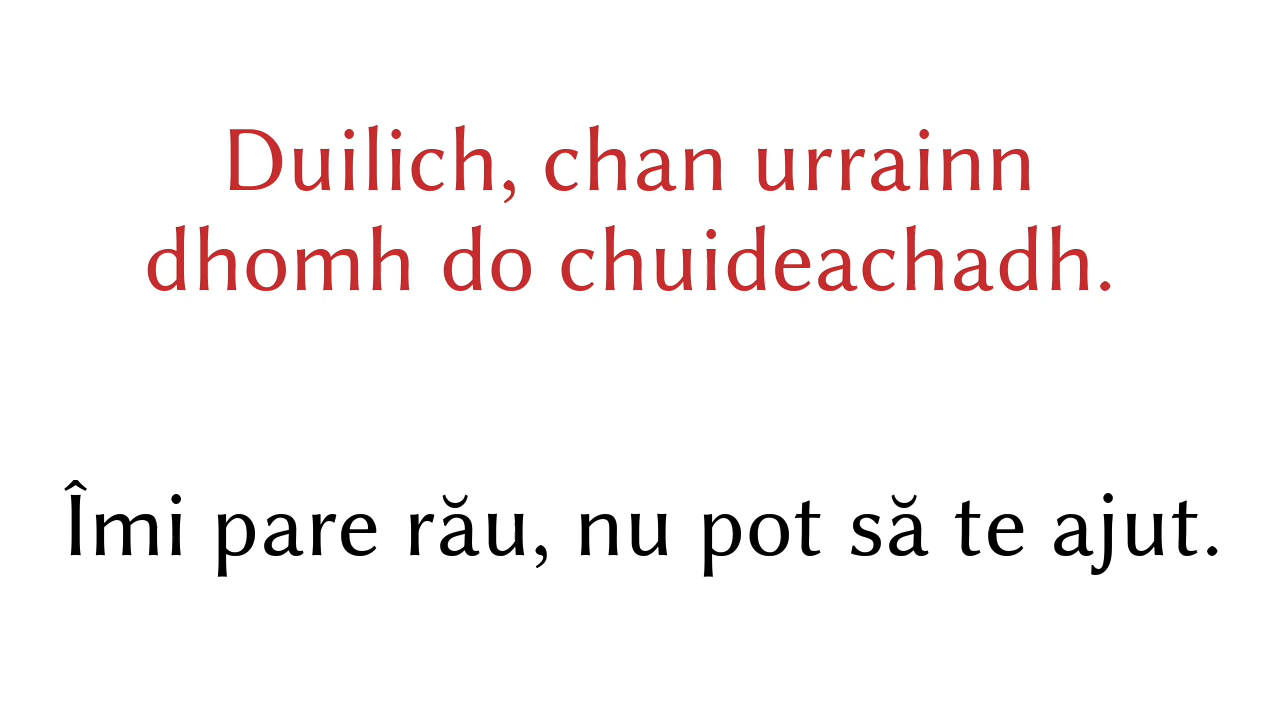 Duilich, chan urrainn
dhomh do chuideachadh.
Îmi pare rău, nu pot să te ajut.